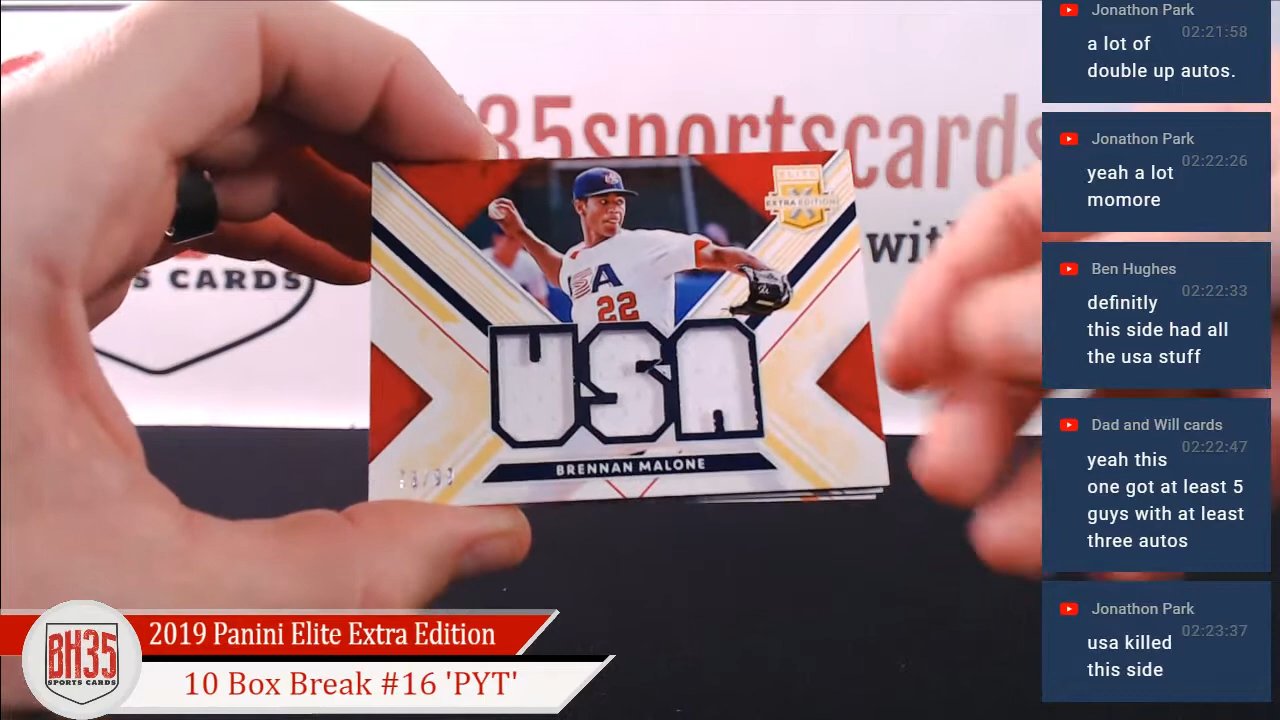 35sportscards
with
S CARDS
ELITE
EXTRA EDITION
22
USA
BRENNAN MALONE
BH35
SPORTS CARDS
2019 Panini Elite Extra Edition
10 Box Break #16 'PYT'
Jonathon Park
02:21:58
a lot of
double up autos.
Jonathon Park
02:22:26
yeah a lot
momore
Ben Hughes
02:22:33
definitly
this side had all
the usa stuff
Dad and Will cards
02:22:47
yeah this
one got at least 5
guys with at least
three autos
Jonathon Park
02:23:37
usa killed
this side